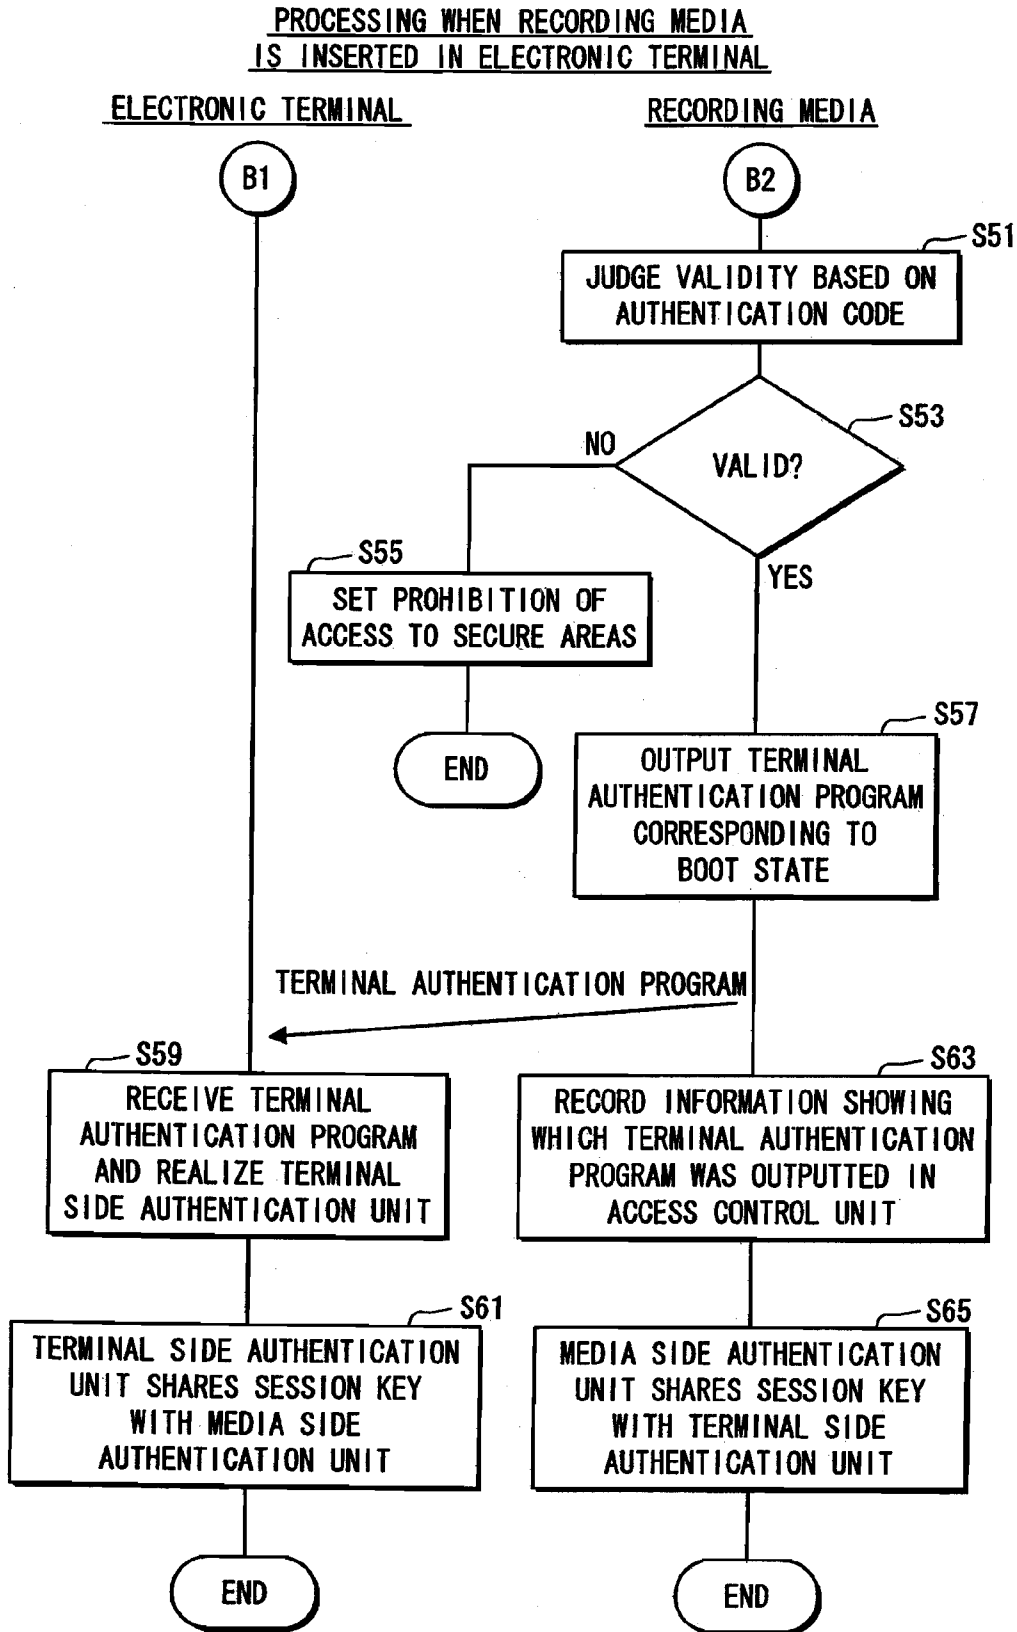 PROCESSING WHEN RECORDING MEDIA
IS INSERTED IN ELECTRONIC TERMINAL
ELECTRONIC TERMINAL
RECORDING MEDIA
B1
B2
S51
JUDGE VALIDITY BASED ON
AUTHENTICATION CODE
S53
VALID?
NO
YES
S55
SET PROHIBITION OF
ACCESS TO SECURE AREAS
END
S57
OUTPUT TERMINAL
AUTHENTICATION PROGRAM
CORRESPONDING TO
BOOT STATE
TERMINAL AUTHENTICATION PROGRAM
S59
RECEIVE TERMINAL
AUTHENTICATION PROGRAM
AND REALIZE TERMINAL
SIDE AUTHENTICATION UNIT
S63
RECORD INFORMATION SHOWING
WHICH TERMINAL AUTHENTICATION
PROGRAM WAS OUTPUTTED IN
ACCESS CONTROL UNIT
S61
TERMINAL SIDE AUTHENTICATION
UNIT SHARES SESSION KEY
WITH MEDIA SIDE
AUTHENTICATION UNIT
S65
MEDIA SIDE AUTHENTICATION
UNIT SHARES SESSION KEY
WITH TERMINAL SIDE
AUTHENTICATION UNIT
END
END